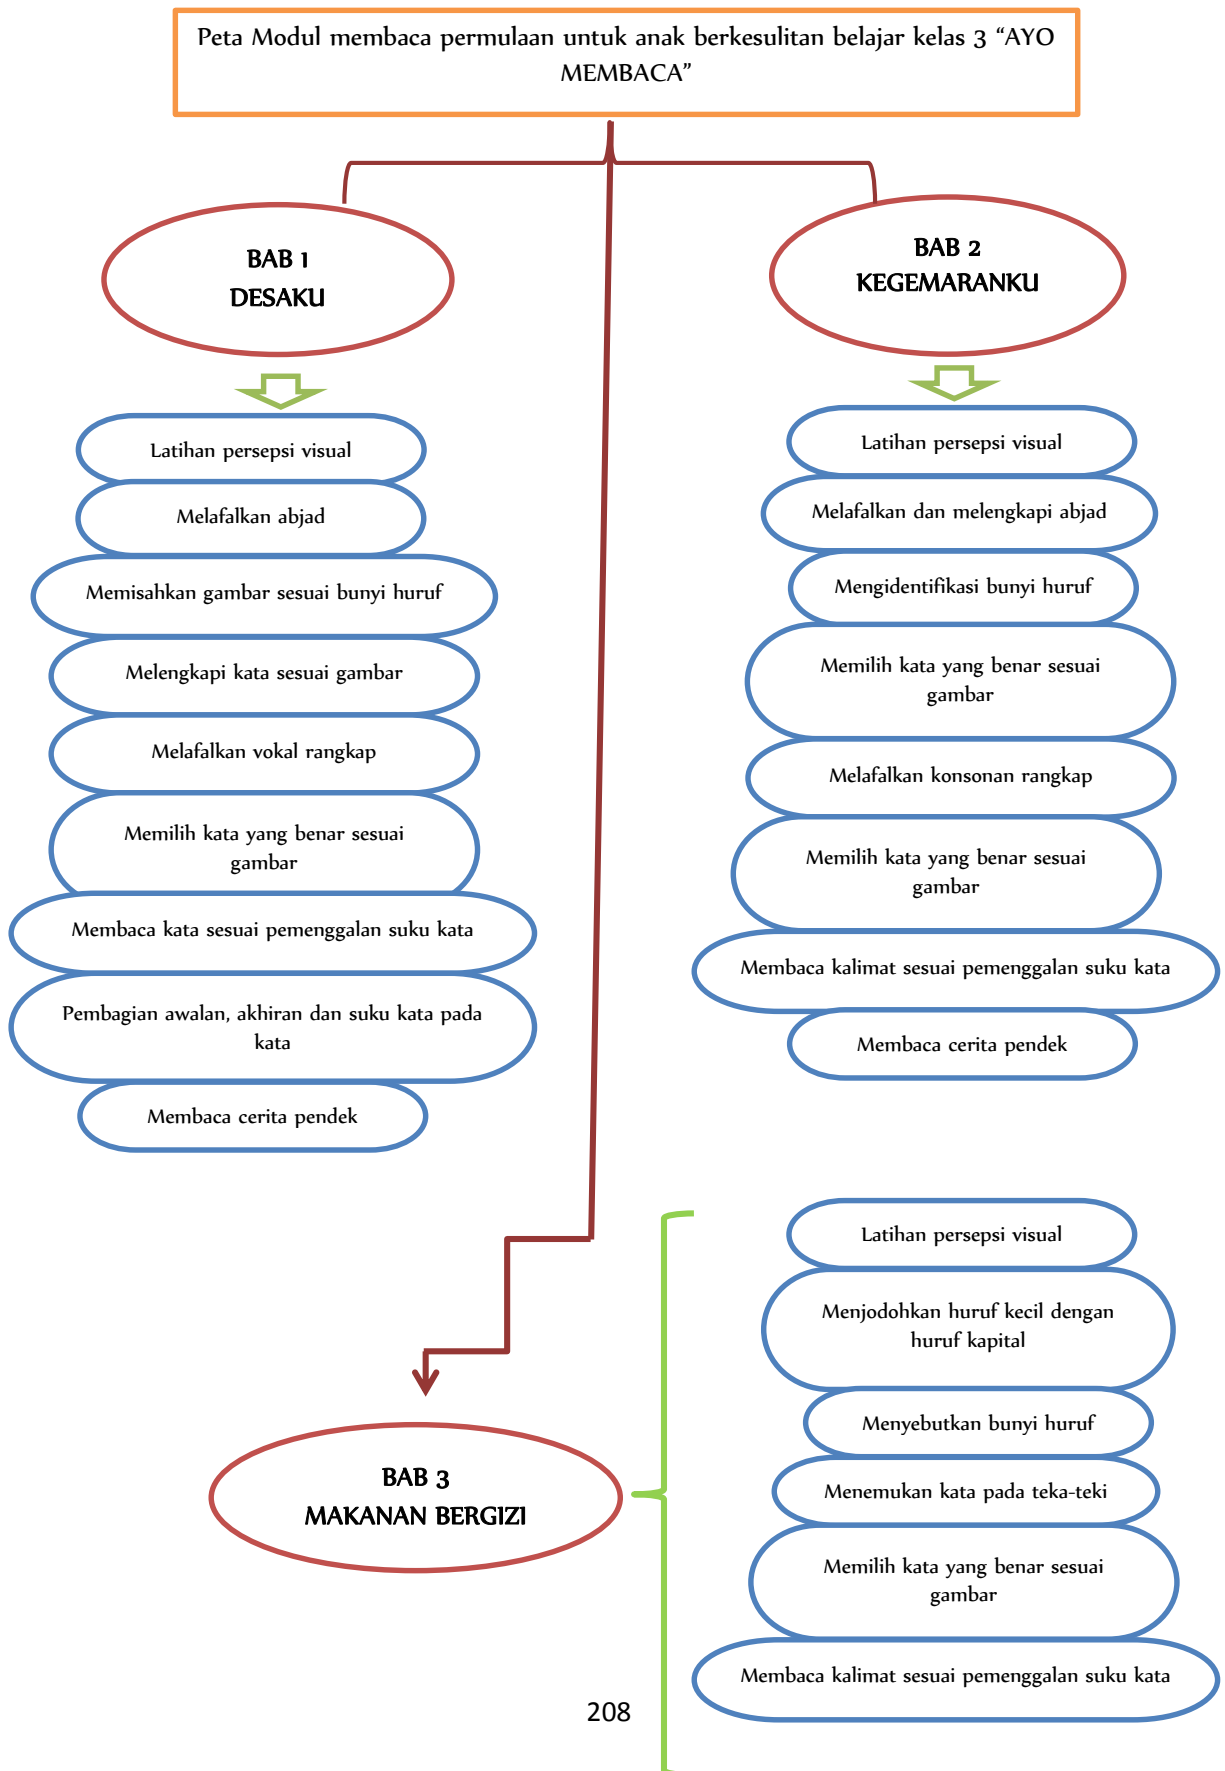 Peta Modul membaca permulaan untuk anak berkesulitan belajar kelas 3 “AYO
MEMBACA”
BAB 1
DESAKU
Latihan persepsi visual
Melafalkan abjad
Memisahkan gambar sesuai bunyi huruf
Melengkapi kata sesuai gambar
Melafalkan vokal rangkap
Memilih kata yang benar sesuai
gambar
Membaca kata sesuai pemenggalan suku kata
Pembagian awalan, akhiran dan suku kata pada
kata
Membaca cerita pendek
BAB 2
KEGEMARANKU
Latihan persepsi visual
Melafalkan dan melengkapi abjad
Mengidentifikasi bunyi huruf
Memilih kata yang benar sesuai
gambar
Melafalkan konsonan rangkap
Memilih kata yang benar sesuai
gambar
Membaca kalimat sesuai pemenggalan suku kata
Membaca cerita pendek
BAB 3
MAKANAN BERGIZI
Latihan persepsi visual
Menjodohkan huruf kecil dengan
huruf kapital
Menyebutkan bunyi huruf
Menemukan kata pada teka-teki
Memilih kata yang benar sesuai
gambar
Membaca kalimat sesuai pemenggalan suku kata
208